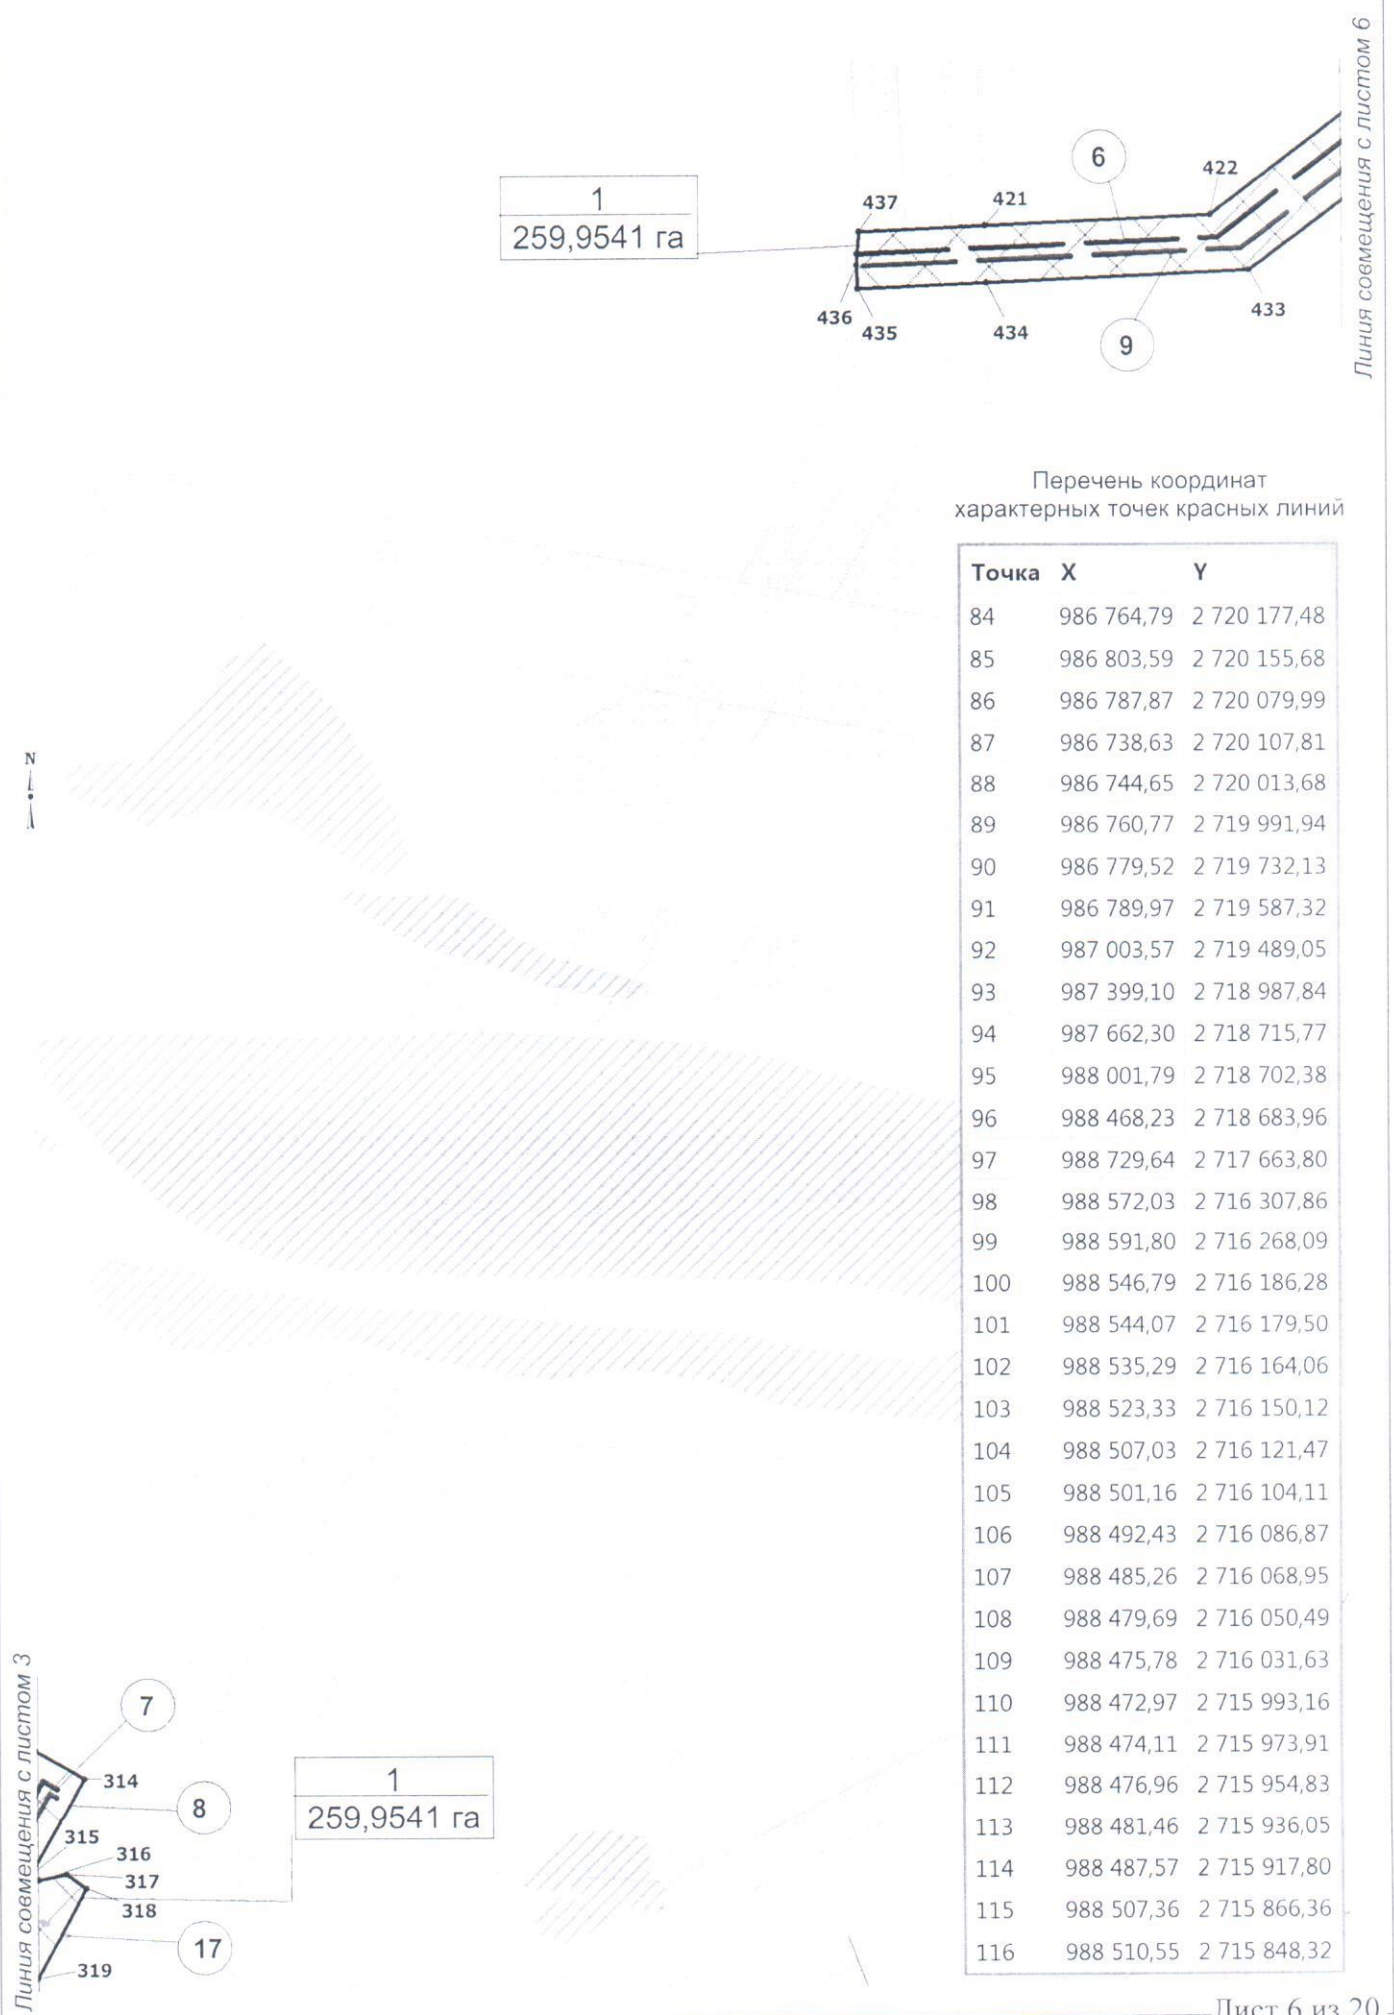 Линия совмещения с листом 6
6
422
1
259,9541 га
437
421
436
435
434
433
9
Перечень координат
характерных точек красных линий
Точка X Y
84 986 764,79 2 720 177,48
85 986 803,59 2 720 155,68
86 986 787,87 2 720 079,99
87 986 738,63 2 720 107,81
88 986 744,65 2 720 013,68
89 986 760,77 2 719 991,94
90 986 779,52 2 719 732,13
91 986 789,97 2 719 587,32
92 987 003,57 2 719 489,05
93 987 399,10 2 718 987,84
94 987 662,30 2 718 715,77
95 988 001,79 2 718 702,38
96 988 468,23 2 718 683,96
97 988 729,64 2 717 663,80
98 988 572,03 2 716 307,86
99 988 591,80 2 716 268,09
100 988 546,79 2 716 186,28
101 988 544,07 2 716 179,50
102 988 535,29 2 716 164,06
103 988 523,33 2 716 150,12
104 988 507,03 2 716 121,47
105 988 501,16 2 716 104,11
106 988 492,43 2 716 086,87
107 988 485,26 2 716 068,95
108 988 479,69 2 716 050,49
109 988 475,78 2 716 031,63
110 988 472,97 2 715 993,16
111 988 474,11 2 715 973,91
112 988 476,96 2 715 954,83
113 988 481,46 2 715 936,05
114 988 487,57 2 715 917,80
115 988 507,36 2 715 866,36
116 988 510,55 2 715 848,32
N
Линия совмещения с листом 3
7
314
8
1
259,9541 га
315
316
317
318
17
319
Лист 6 из 20